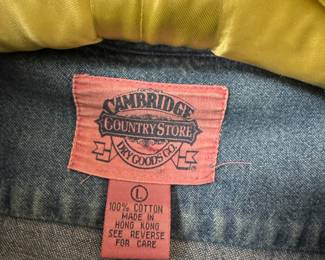 CAMBRIDGE
COUNTRY STORE
DRY GOODS CO.
L
100% COTTON
MADE IN
HONG KONG
SEE REVERSE
FOR CARE